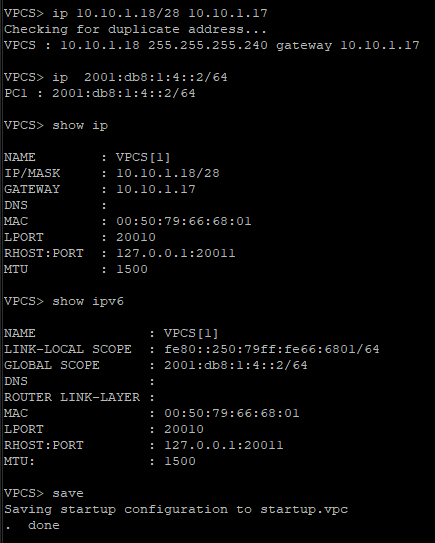 VPCS> ip 10.10.1.18/28 10.10.1.17
Checking for duplicate address...
VPCS : 10.10.1.18 255.255.255.240 gateway 10.10.1.17
VPCS> ip  2001:db8:1:4::2/64
PC1 : 2001:db8:1:4::2/64
VPCS> show ip
NAME        : VPCS[1]
IP/MASK     : 10.10.1.18/28
GATEWAY     : 10.10.1.17
DNS         :
MAC         : 00:50:79:66:68:01
LPORT       : 20010
RHOST:PORT  : 127.0.0.1:20011
MTU         : 1500
VPCS> show ipv6
NAME              : VPCS[1]
LINK-LOCAL SCOPE  : fe80::250:79ff:fe66:6801/64
GLOBAL SCOPE      : 2001:db8:1:4::2/64
DNS               :
ROUTER LINK-LAYER :
MAC               : 00:50:79:66:68:01
LPORT             : 20010
RHOST:PORT        : 127.0.0.1:20011
MTU:              : 1500
VPCS> save
Saving startup configuration to startup.vpc
.  done